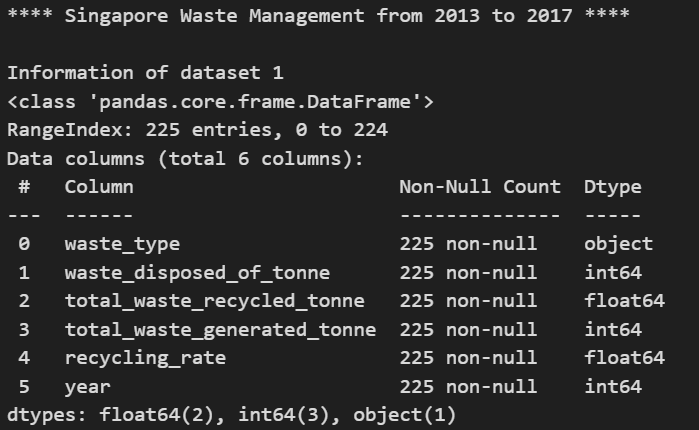 **** Singapore Waste Management from 2013 to 2017 ****
Information of dataset 1
<class 'pandas.core.frame.DataFrame'>
RangeIndex: 225 entries, 0 to 224
Data columns (total 6 columns):
 #   Column                       Non-Null Count  Dtype
---  ------                       --------------  -----
 0   waste_type                   225 non-null    object
 1   waste_disposed_of_tonne      225 non-null    int64
 2   total_waste_recycled_tonne   225 non-null    float64
 3   total_waste_generated_tonne  225 non-null    int64
 4   recycling_rate               225 non-null    float64
 5   year                         225 non-null    int64
dtypes: float64(2), int64(3), object(1)